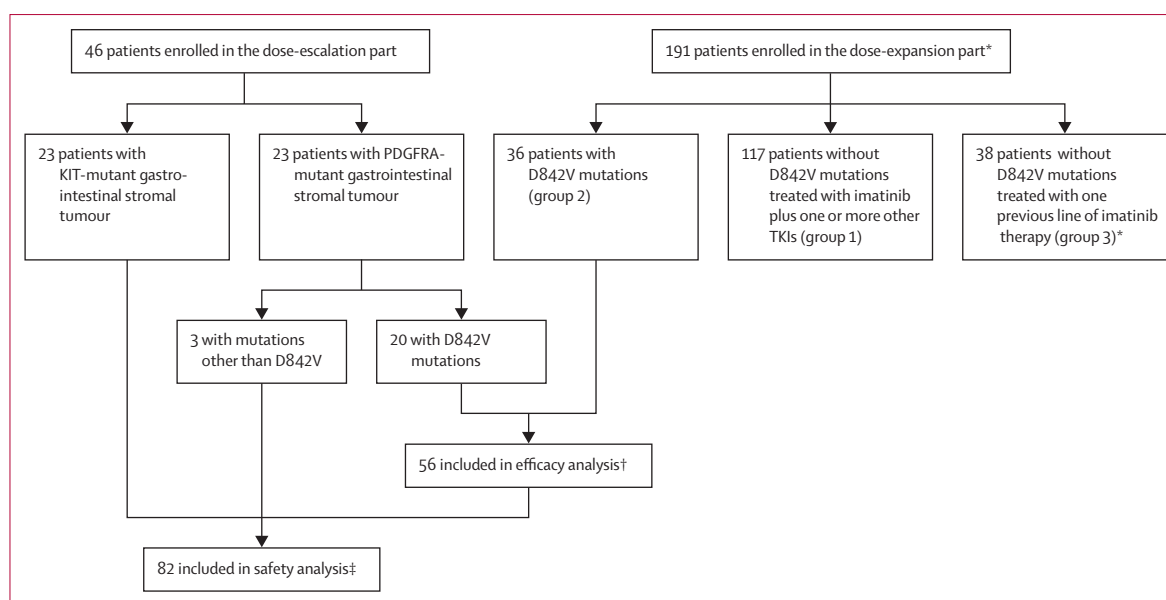 46 patients enrolled in the dose-escalation part
191 patients enrolled in the dose-expansion part*
23 patients with
KIT-mutant gastro-
intestinal stromal
tumour
23 patients with PDGFRA-
mutant gastrointestinal
stromal tumour
36 patients with
D842V mutations
(group 2)
117 patients without
D842V mutations
treated with imatinib
plus one or more other
TKIs (group 1)
38 patients without
D842V mutations
treated with one
previous line of imatinib
therapy (group 3)*
3 with mutations
other than D842V
20 with D842V
mutations
56 included in efficacy analysis†
82 included in safety analysis‡